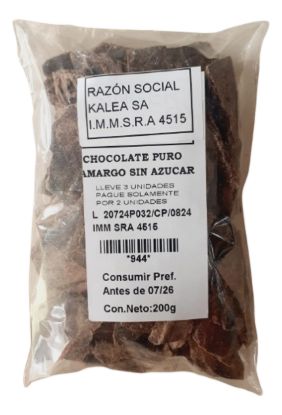 RAZÓN SOCIAL
KALEA SA
I.M.M.S.R.A 4515
CHOCOLATE PURO
AMARGO SIN AZUCAR
LLEVE 3 UNIDADES
PAGUE SOLAMENTE
POR 2 UNIDADES
L 20724P032/CP/0824
IMM SRA 4515
*944*
Consumir Pref.
Antes de 07/26
Con.Neto:200g